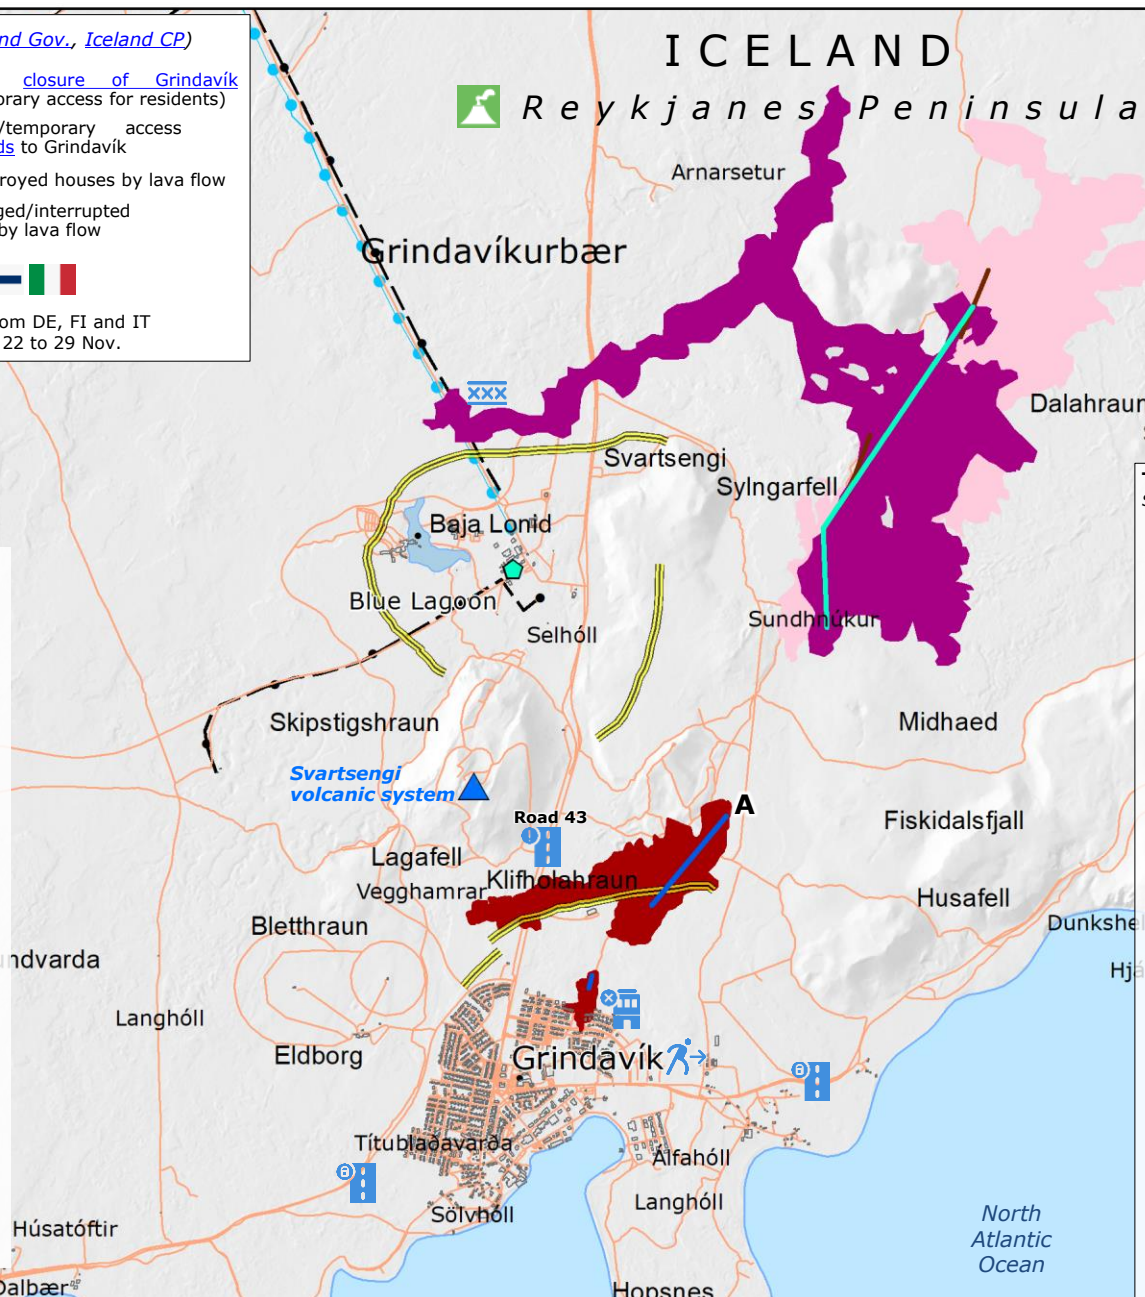 nd Gov., Iceland CP)
closure of Grindavík
orary access for residents)
/temporary access
ds to Grindavík
royed houses by lava flow
ged/interrupted
by lava flow
om DE, FI and IT
22 to 29 Nov.
ICELAND
Reykjanes Peninsula
Arnarsetur
Grindavíkurbær
xxx
Dalahraun
Svartsengi
Sylngarfell
Baja Lonid
Blue Lagoon
Sundhnúkur
Selhóll
Skipstigshraun
Midhaed
Svartsengi
volcanic system
A
Road 43
Fiskidalsfjall
Lagafell
Klifholahraun
Vegghamrar
Husafell
Bletthraun
Dunkshe
ndvarda
Hjá
Langhóll
Eldborg
Grindavík
Títublaðavarða
Álfahóll
Langhóll
Sölvhóll
Húsatóftir
North
Atlantic
Ocean
Dalbær
Hopsnes